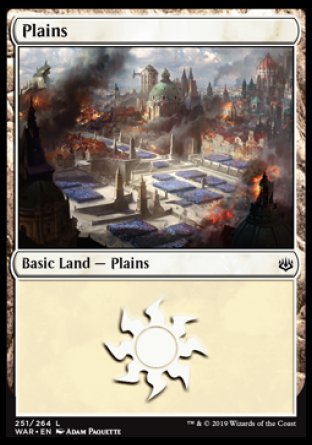 Plains
Basic Land — Plains
251/264 L
WAR • EN Adam Paquette
™ & © 2019 Wizards of the Coast